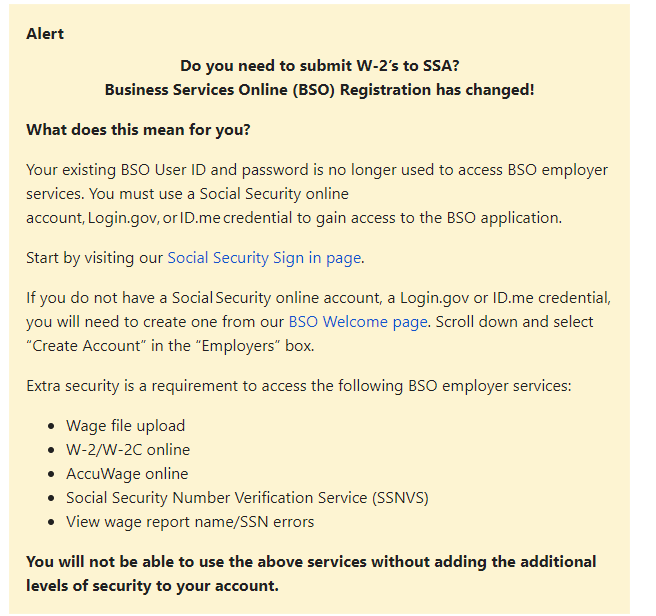 Alert
Do you need to submit W-2's to SSA?
Business Services Online (BSO) Registration has changed!
What does this mean for you?
Your existing BSO User ID and password is no longer used to access BSO employer
services. You must use a Social Security online
account, Login.gov, or ID.me credential to gain access to the BSO application.
Start by visiting our Social Security Sign in page.
If you do not have a Social Security online account, a Login.gov or ID.me credential,
you will need to create one from our BSO Welcome page. Scroll down and select
“Create Account” in the “Employers” box.
Extra security is a requirement to access the following BSO employer services:
• Wage file upload
• W-2/W-2C online
• AccuWage online
• Social Security Number Verification Service (SSNVS)
• View wage report name/SSN errors
You will not be able to use the above services without adding the additional
levels of security to your account.